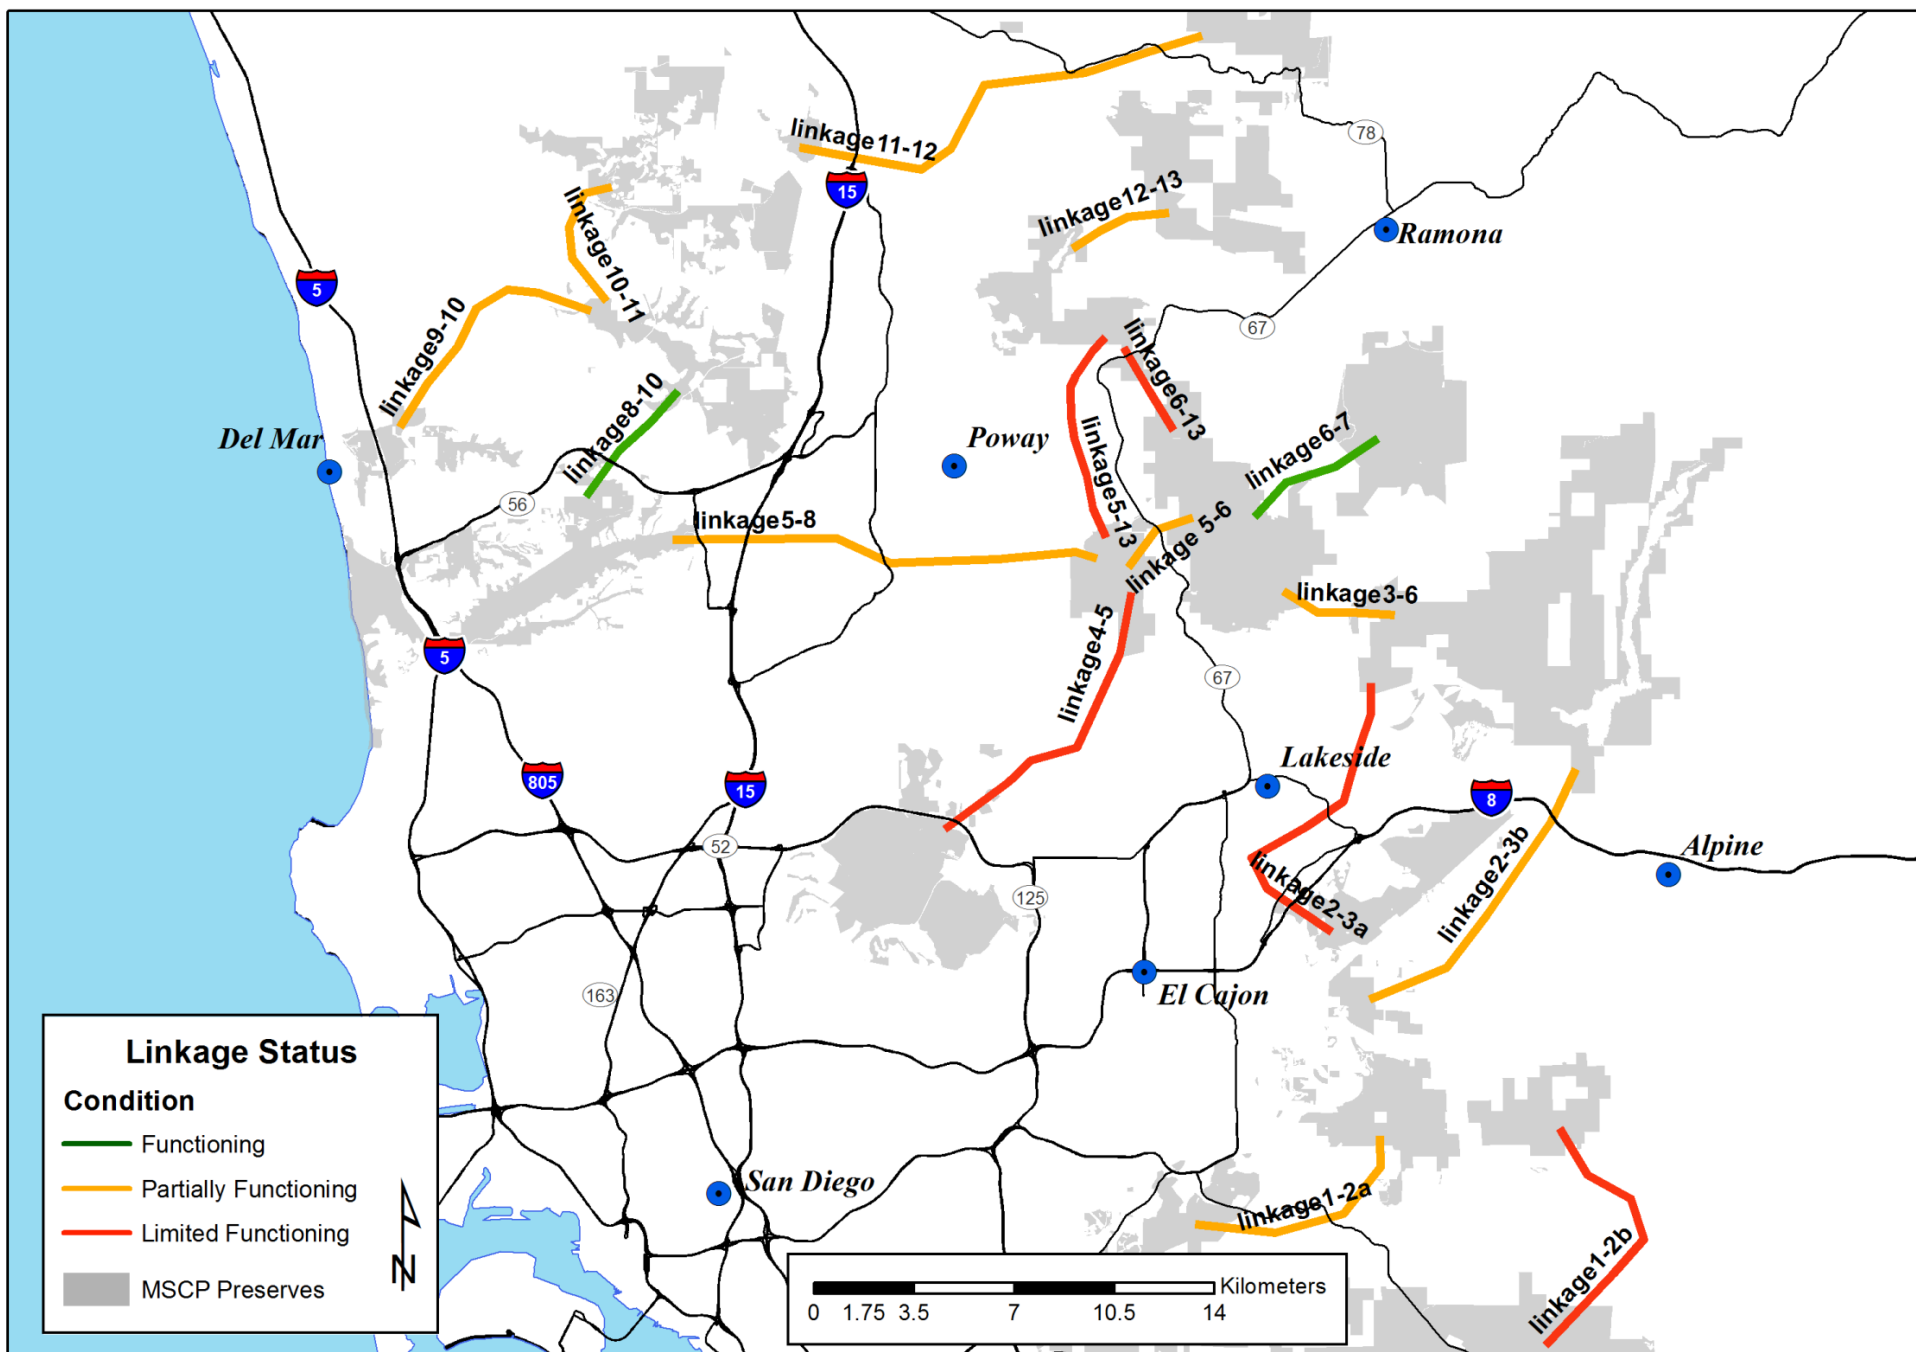 linkage11-12
78
15
linkage12-13
linkage10-11
Ramona
5
linkage9-10
67
linkage6-13
linkage8-10
Del Mar
Poway
linkage5-13
linkage6-7
56
linkage5-8
linkage 5-6
linkage3-6
5
linkage4-5
67
Lakeside
805
15
8
52
linkage2-3a
linkage2-3b
Alpine
125
163
El Cajon
San Diego
linkage1-2a
linkage1-2b
Linkage Status
Condition
Functioning
Partially Functioning
Limited Functioning
MSCP Preserves
N
Kilometers
0 1.75 3.5 7 10.5 14